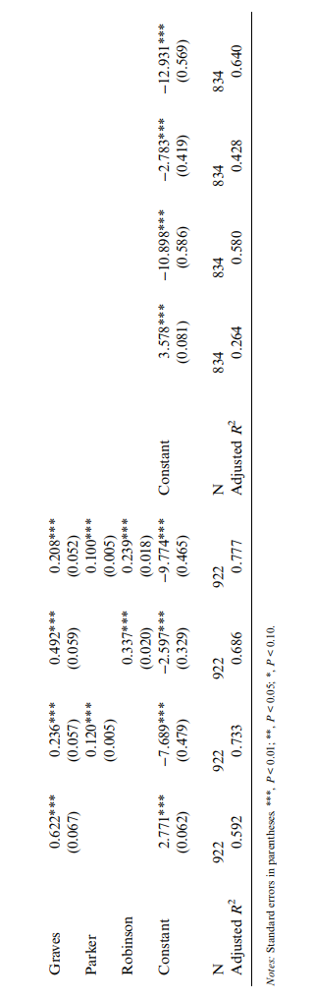 Graves 0.622*** 0.236*** 0.492*** 0.208***
(0.067) (0.057) (0.059) (0.052)
Parker 0.120*** 0.100***
(0.005) (0.005)
Robinson 0.337*** 0.239***
(0.020) (0.018)
Constant 2.771*** −7.689*** −2.597*** −9.774*** Constant 3.578*** −10.898*** −2.783*** −12.931***
(0.062) (0.479) (0.329) (0.465) (0.081) (0.586) (0.419) (0.569)
N 922 922 922 922 N 834 834 834 834
Adjusted R² 0.592 0.733 0.686 0.777 Adjusted R² 0.264 0.580 0.428 0.640
Notes: Standard errors in parentheses. ***, P < 0.01; **, P < 0.05; *, P < 0.10.